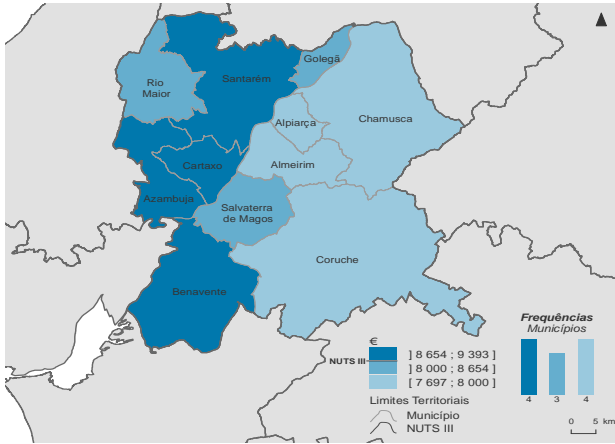 Golegã
Rio
Maior
Santarém
Chamusca
Alpiarça
Cartaxo
Almeirim
Azambuja
Salvaterra
de Magos
Coruche
Benavente
€
] 8 654 ; 9 393 ]
NUTS III
] 8 000 ; 8 654 ]
[ 7 697 ; 8 000 ]
Limites Territoriais
Município
NUTS III
Frequências
Municípios
4 3 4
0 5 km